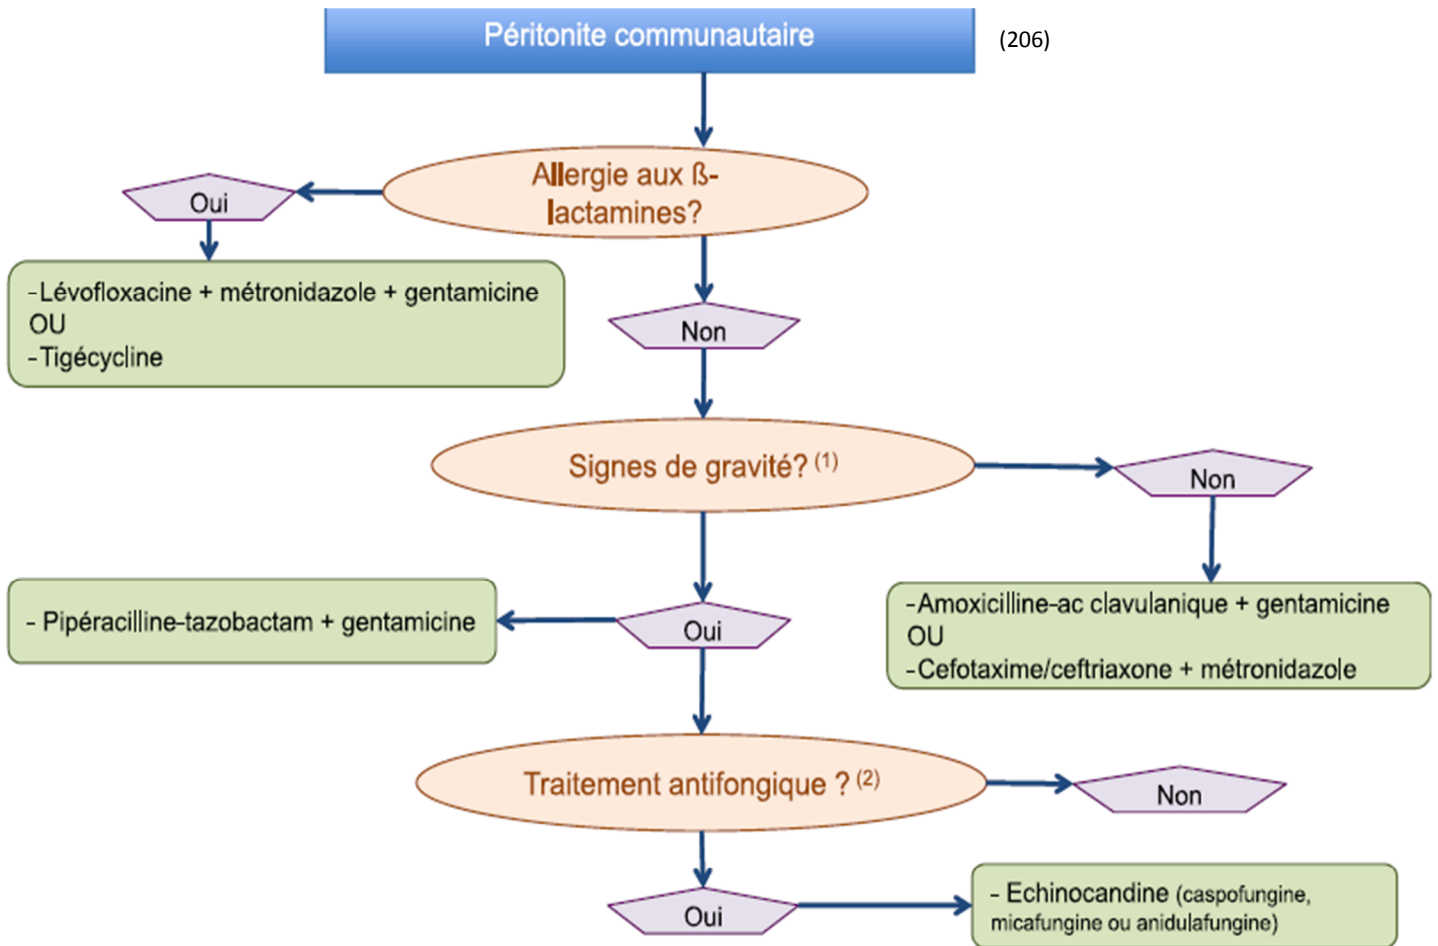 Péritonite communautaire
(206)
Allergie aux ß-
lactamines?
Oui
-Lévofloxacine + métronidazole + gentamicine
OU
-Tigécycline
Non
Signes de gravité? (1)
Non
-Amoxicilline-ac clavulanique + gentamicine
OU
-Cefotaxime/ceftriaxone + métronidazole
Oui
- Pipéracilline-tazobactam + gentamicine
Traitement antifongique ? (2)
Non
Oui
- Echinocandine (caspofungine,
micafungine ou anidulafungine)